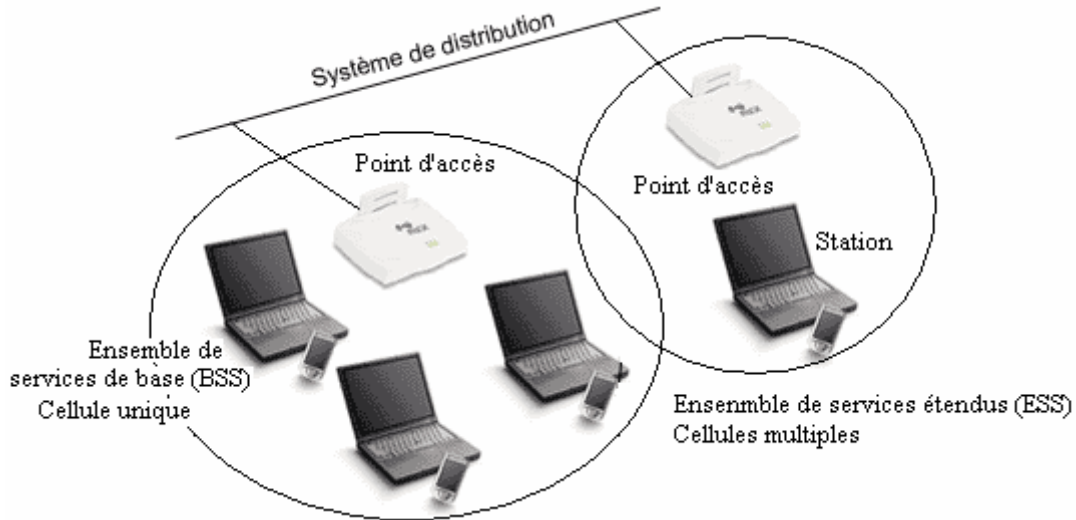 Système de distribution
Point d'accès
Point d'accès
Station
Ensemble de
services de base (BSS)
Cellule unique
Ensenmble de services étendus (ESS)
Cellules multiples